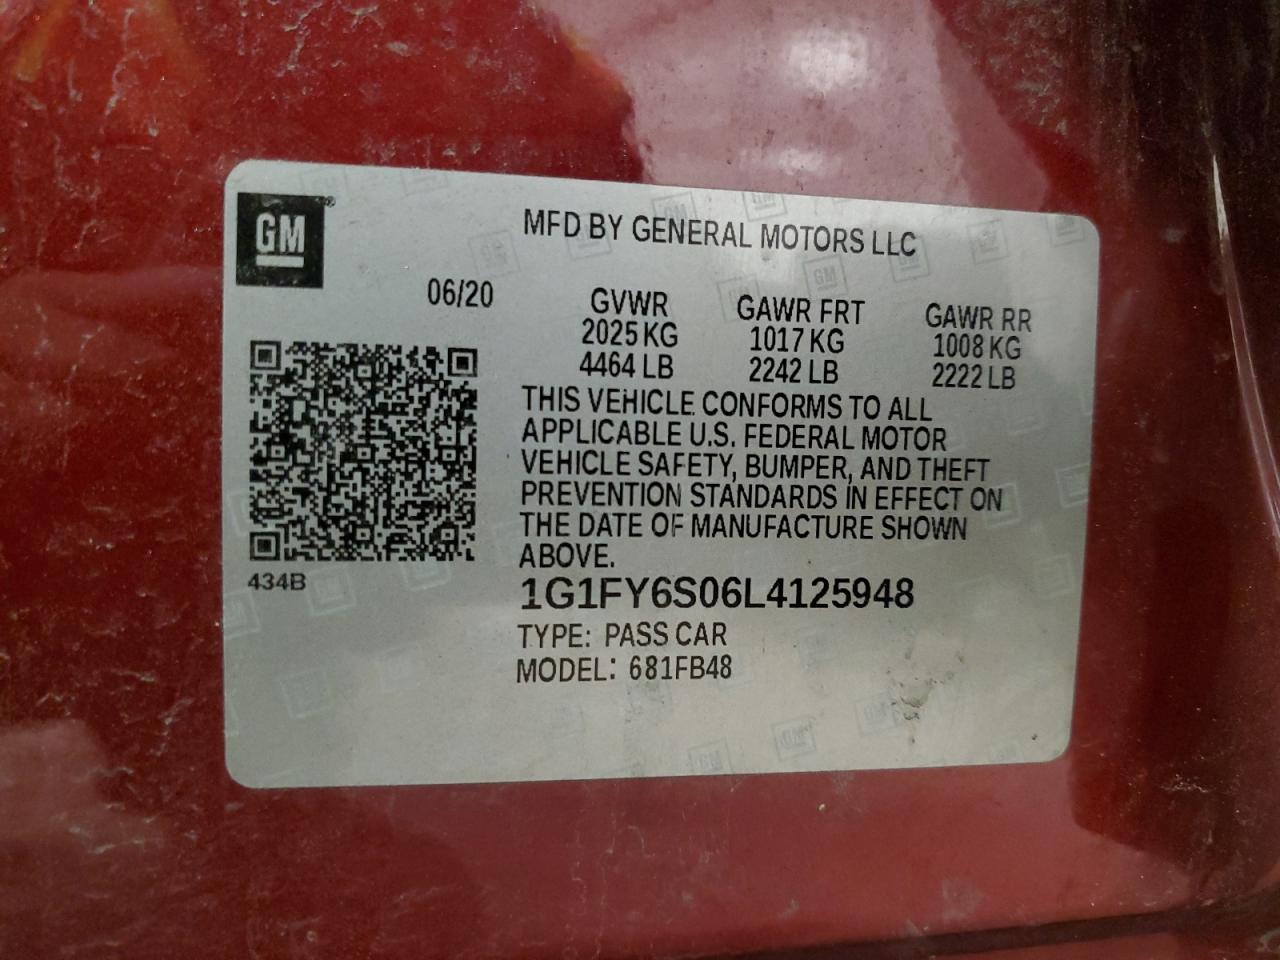 GM®
MFD BY GENERAL MOTORS LLC
06/20
GVWR GAWR FRT GAWR RR
2025 KG 1017 KG 1008 KG
4464 LB 2242 LB 2222 LB
THIS VEHICLE CONFORMS TO ALL
APPLICABLE U.S. FEDERAL MOTOR
VEHICLE SAFETY, BUMPER, AND THEFT
PREVENTION STANDARDS IN EFFECT ON
THE DATE OF MANUFACTURE SHOWN
ABOVE.
434B
1G1FY6S06L4125948
TYPE: PASS CAR
MODEL: 681FB48